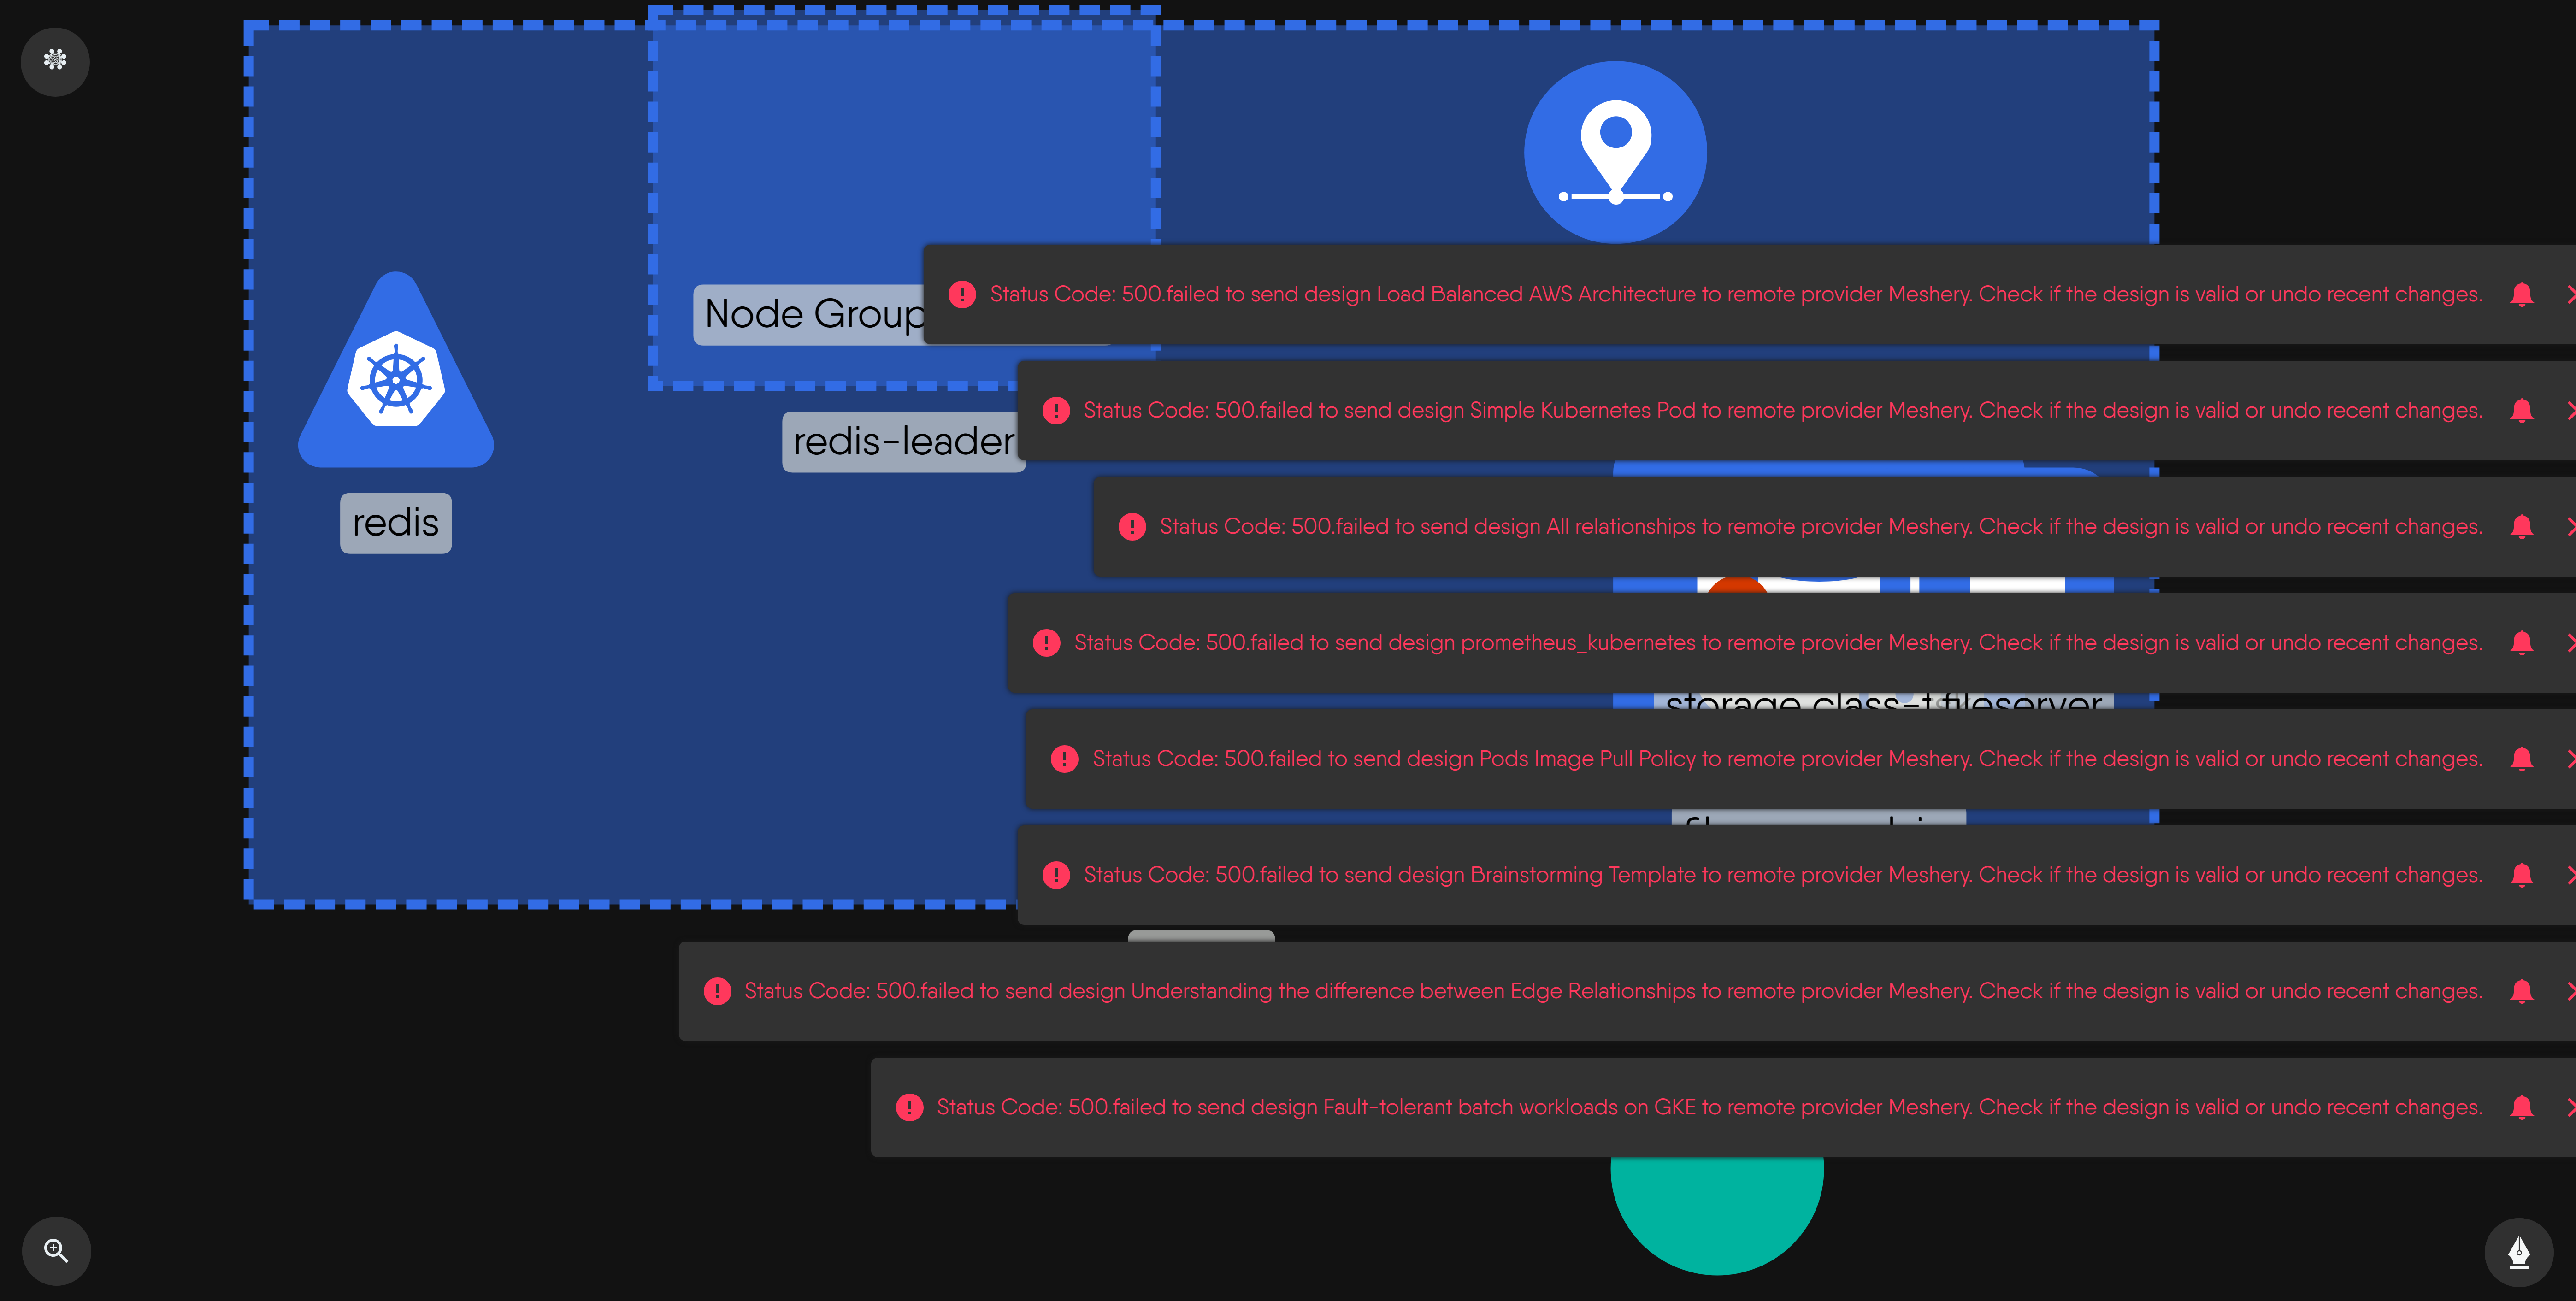 Node Group
Status Code: 500.failed to send design Load Balanced AWS Architecture to remote provider Meshery. Check if the design is valid or undo recent changes.
Status Code: 500.failed to send design Simple Kubernetes Pod to remote provider Meshery. Check if the design is valid or undo recent changes.
redis-leader
redis
Status Code: 500.failed to send design All relationships to remote provider Meshery. Check if the design is valid or undo recent changes.
Status Code: 500.failed to send design prometheus_kubernetes to remote provider Meshery. Check if the design is valid or undo recent changes.
storage class-
fileserver
Status Code: 500.failed to send design Pods Image Pull Policy to remote provider Meshery. Check if the design is valid or undo recent changes.
Status Code: 500.failed to send design Brainstorming Template to remote provider Meshery. Check if the design is valid or undo recent changes.
Status Code: 500.failed to send design Understanding the difference between Edge Relationships to remote provider Meshery. Check if the design is valid or undo recent changes.
Status Code: 500.failed to send design Fault-tolerant batch workloads on GKE to remote provider Meshery. Check if the design is valid or undo recent changes.